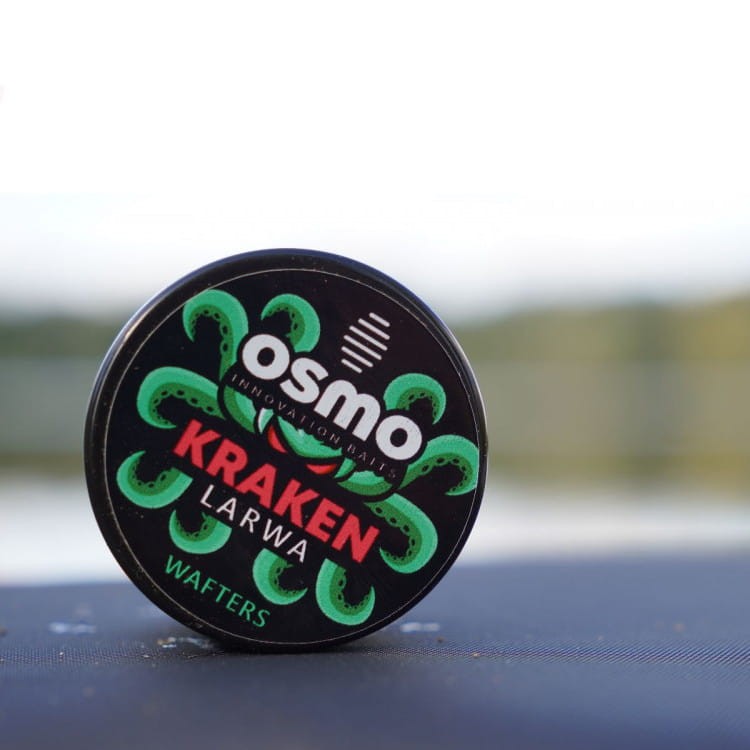 OSMO
INNOVATION BAITS
KRAKEN
LARWA
WAFTERS